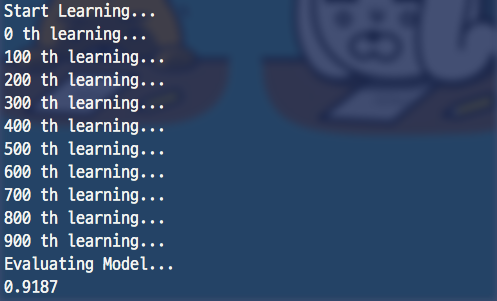 Start Learning...
0 th learning...
100 th learning...
200 th learning...
300 th learning...
400 th learning...
500 th learning...
600 th learning...
700 th learning...
800 th learning...
900 th learning...
Evaluating Model...
0.9187